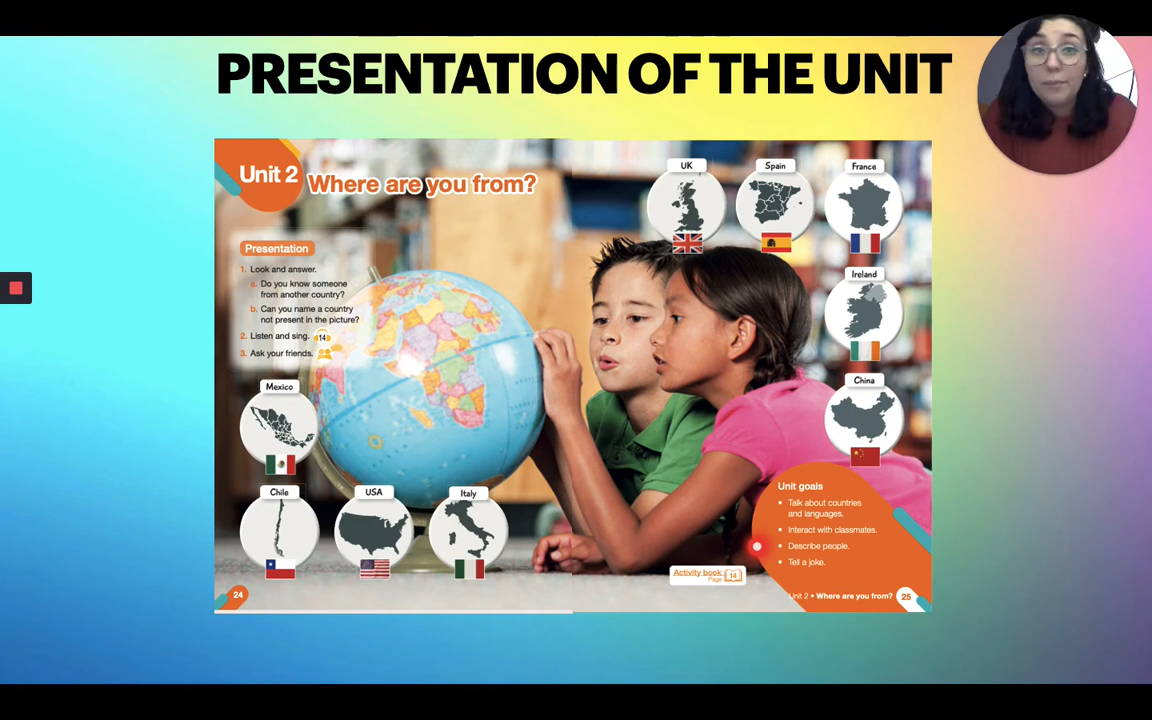 PRESENTATION OF THE UNIT
Unit 2
Where are you from?
Presentation
1. Look and answer.
a. Do you know someone
from another country?
b. Can you name a country
not present in the picture?
2. Listen and sing. 14
3. Ask your friends.
UK
Spain
France
Ireland
China
Mexico
Chile
USA
Italy
Unit goals
• Talk about countries
and languages.
• Interact with classmates.
• Describe people.
• Tell a joke.
Activity book
Page 14
24
Unit 2 • Where are you from? 25